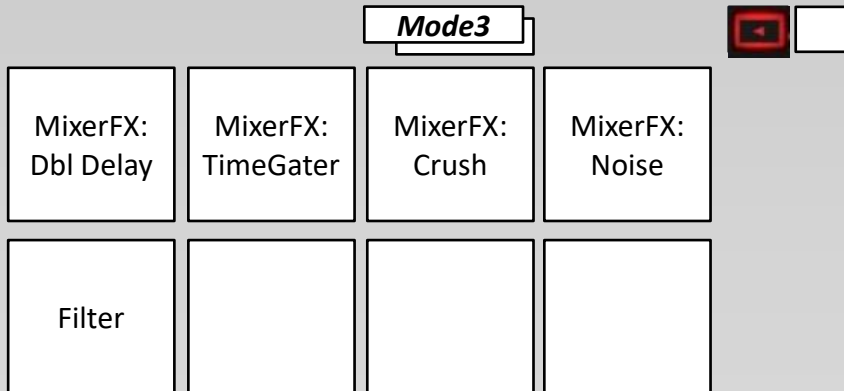 Mode3
MixerFX: MixerFX: MixerFX: MixerFX:
Dbl Delay TimeGater Crush Noise
Filter